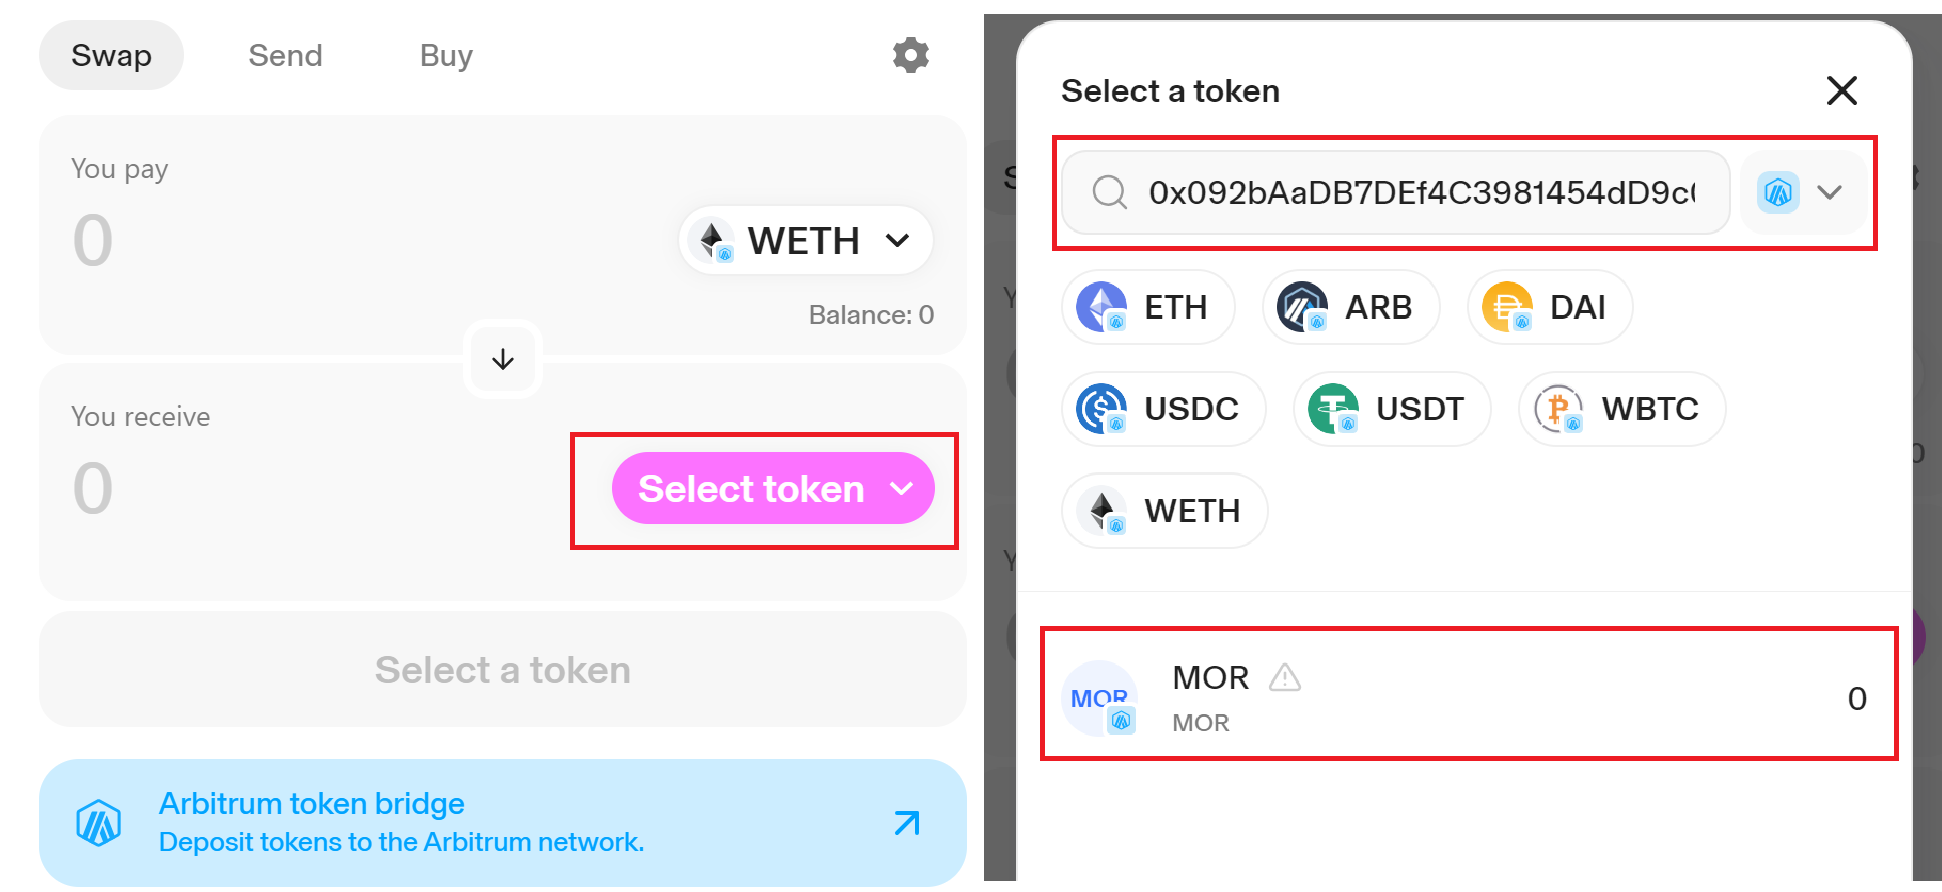 Swap
Send
Buy
You pay
0
WETH
Balance: 0
You receive
0
Select token
Select a token
Arbitrum token bridge
Deposit tokens to the Arbitrum network.
Select a token
0x092bAaDB7DEf4C3981454dD9c
ETH
ARB
DAI
USDC
USDT
WBTC
WETH
MOR
MOR
MOR
0